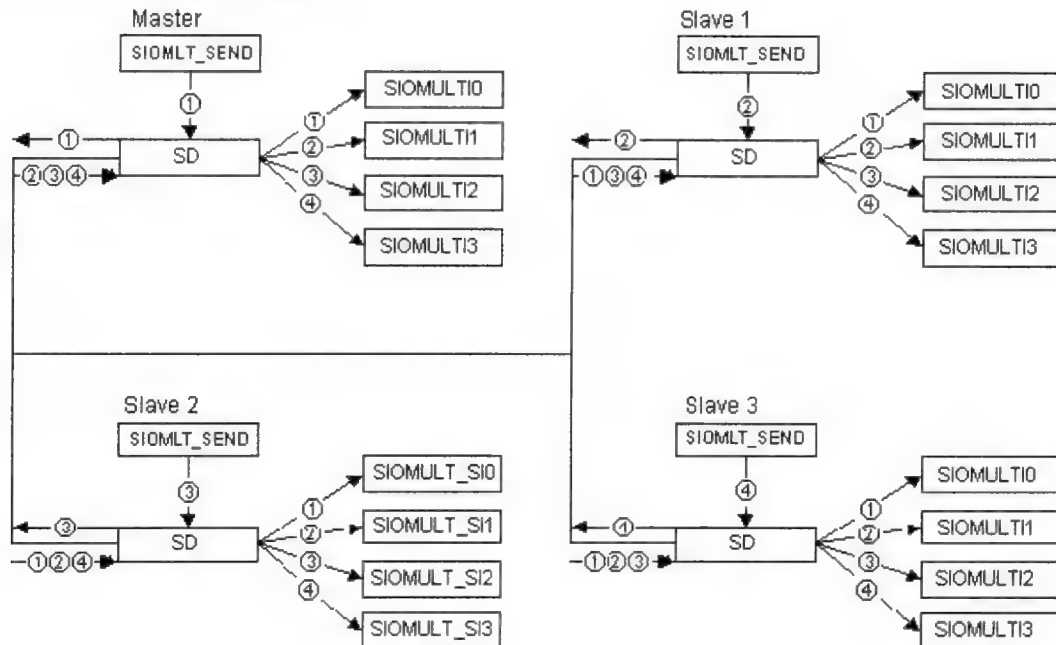 Master
SIOMLT_SEND
①
SIOMULTI0
SIOMULTI1
SIOMULTI2
SIOMULTI3
①
②
③
④
①
SD
②③④
Slave 1
SIOMLT_SEND
②
SIOMULTI0
SIOMULTI1
SIOMULTI2
SIOMULTI3
①
②
③
④
②
SD
①③④
Slave 2
SIOMLT_SEND
③
SIOMULT_SI0
SIOMULT_SI1
SIOMULT_SI2
SIOMULT_SI3
①
②
③
④
③
SD
①②④
Slave 3
SIOMLT_SEND
④
SIOMULTI0
SIOMULTI1
SIOMULTI2
SIOMULTI3
①
②
③
④
④
SD
①②③